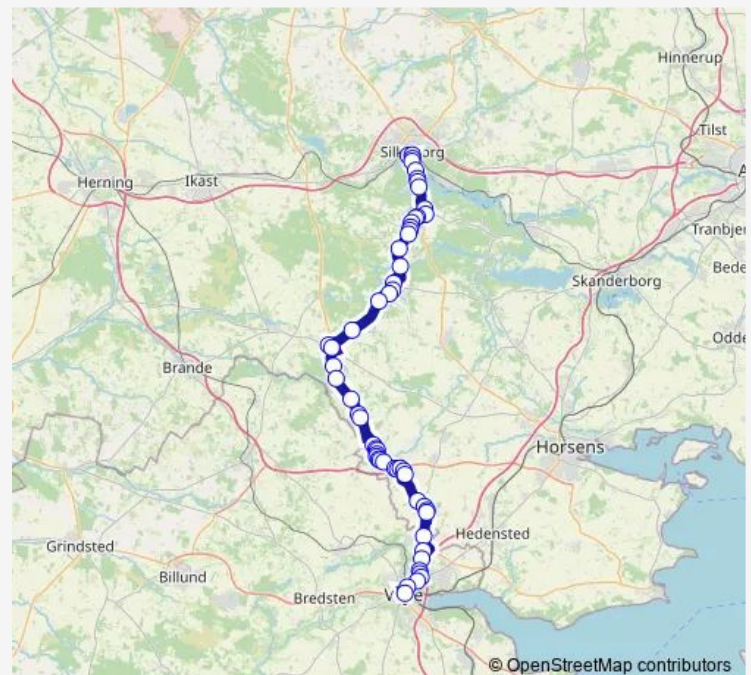 Hinnerup
Tilst
Silkeborg
Herning
Ikast
Tranbjer
Bede
Skanderborg
Odde
Brande
Horsens
Hedensted
Grindsted
Billund
Bredsten
© OpenStreetMap contributors